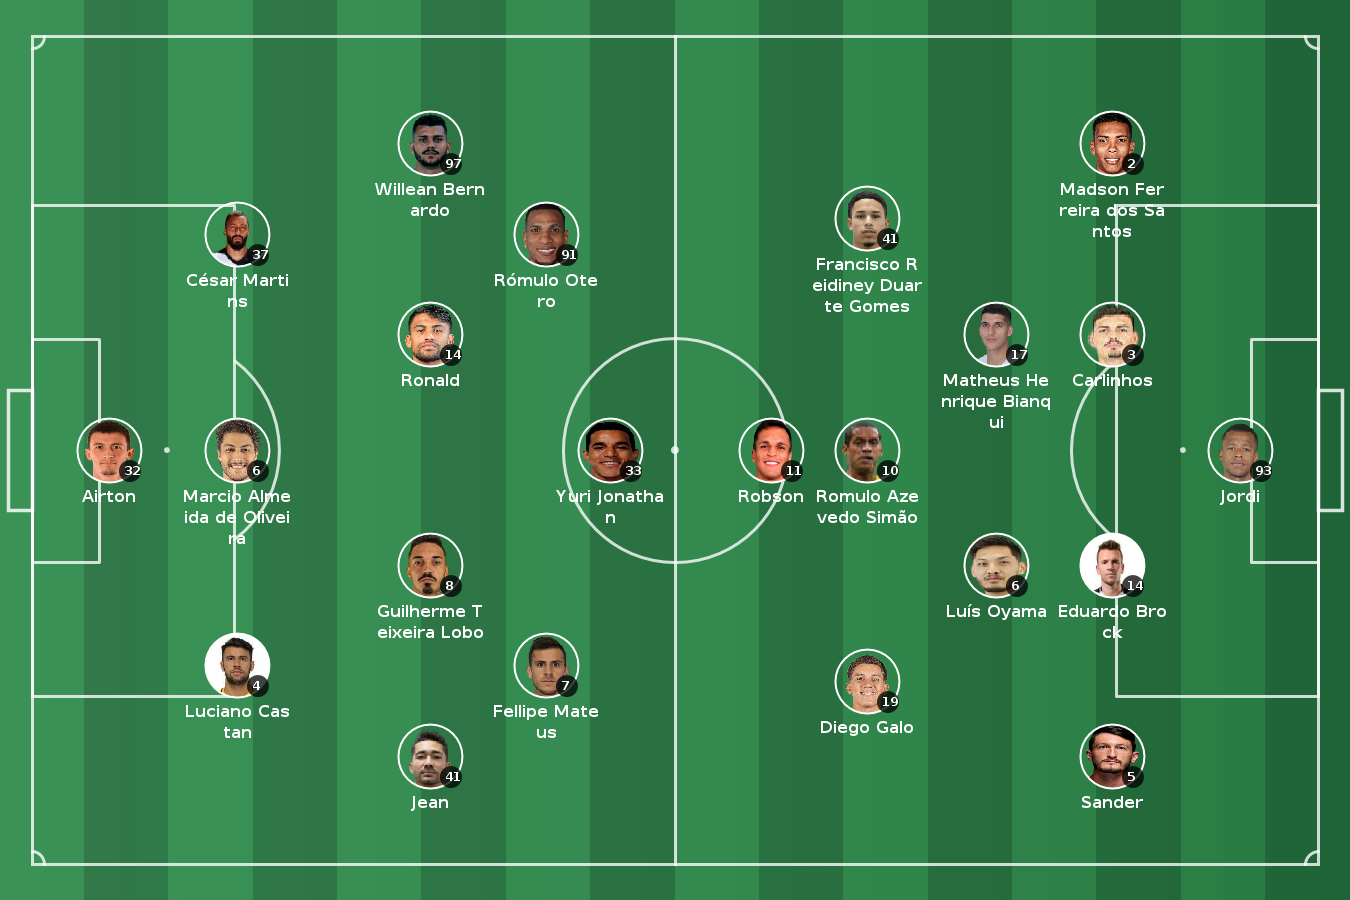 97
Willean Bern
ardo
37
César Marti
ns
91
Rómulo Ote
ro
14
Ronald
32
Airton
6
Marcio Alme
ida de Olivei
ra
33
Yuri Jonatha
n
8
Guilherme T
eixeira Lobo
4
Luciano Cas
tan
7
Fellipe Mate
us
41
Jean
2
Madson Fer
reira dos Sa
ntos
41
Francisco R
eidiney Duar
te Gomes
17
Matheus He
nrique Bianq
ui
3
Carlinhos
11
Robson
10
Romulo Aze
vedo Simão
93
Jordi
6
Luís Oyama
14
Eduardo Bro
ck
19
Diego Galo
5
Sander